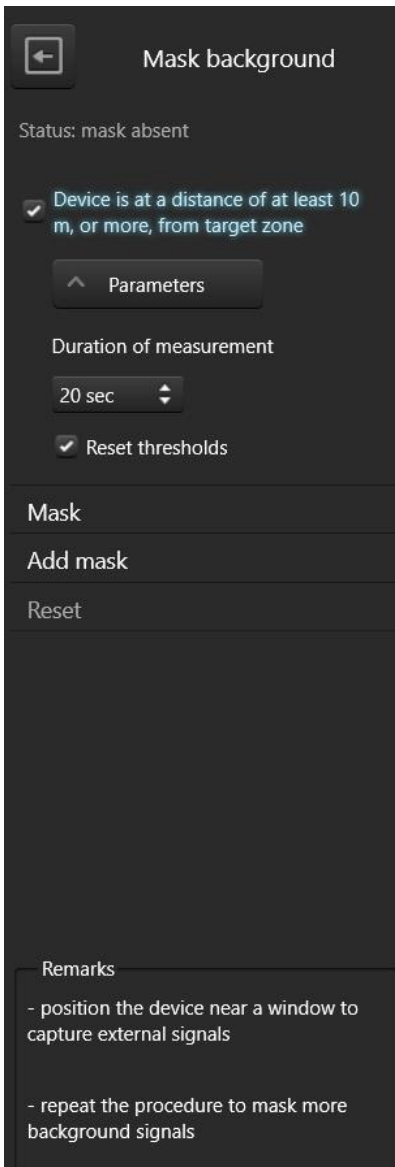 Mask background
Status: mask absent
Device is at a distance of at least 10
m, or more, from target zone
Parameters
Duration of measurement
20 sec
Reset thresholds
Mask
Add mask
Reset
Remarks
- position the device near a window to
capture external signals
- repeat the procedure to mask more
background signals